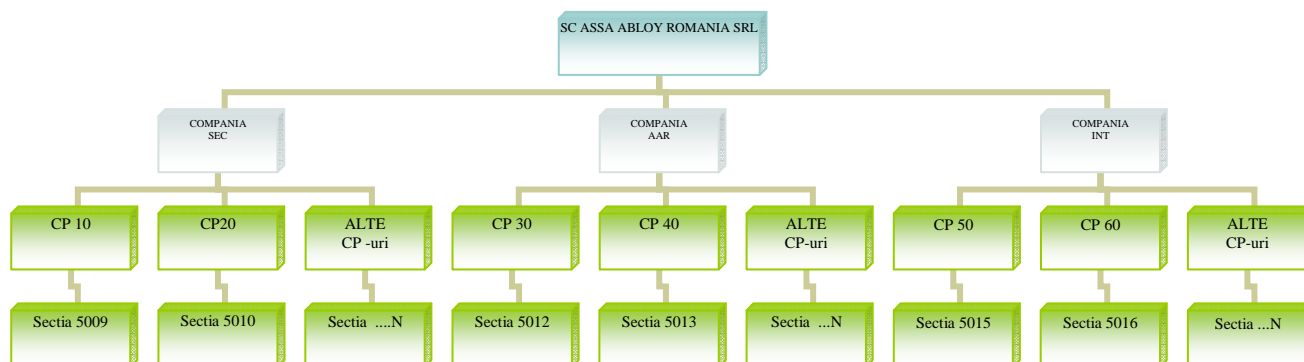 SC ASSA ABLOY ROMANIA SRL
COMPANIA
SEC
COMPANIA
AAR
COMPANIA
INT
CP 10
CP20
ALTE
CP -uri
CP 30
CP 40
ALTE
CP-uri
CP 50
CP 60
ALTE
CP-uri
Sectia 5009
Sectia 5010
Sectia ....N
Sectia 5012
Sectia 5013
Sectia ...N
Sectia 5015
Sectia 5016
Sectia ...N